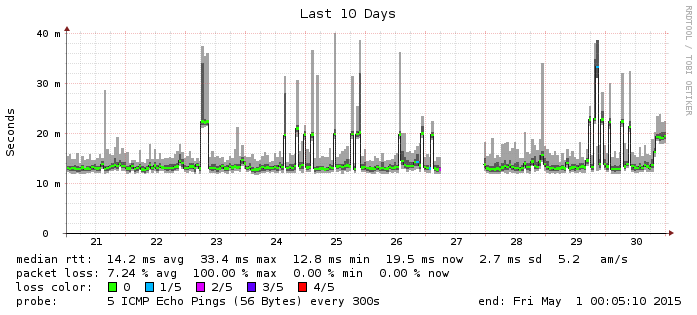 Last 10 Days
RRDTOOL / TOBI OETIKER
Seconds
40 m
30 m
20 m
10 m
0
21 22 23 24 25 26 27 28 29 30
median rtt: 14.2 ms avg 33.4 ms max 12.8 ms min 19.5 ms now 2.7 ms sd 5.2 am/s
packet loss: 7.24 % avg 100.00 % max 0.00 % min 0.00 % now
loss color: 0 1/5 2/5 3/5 4/5
probe: 5 ICMP Echo Pings (56 Bytes) every 300s end: Fri May 1 00:05:10 2015